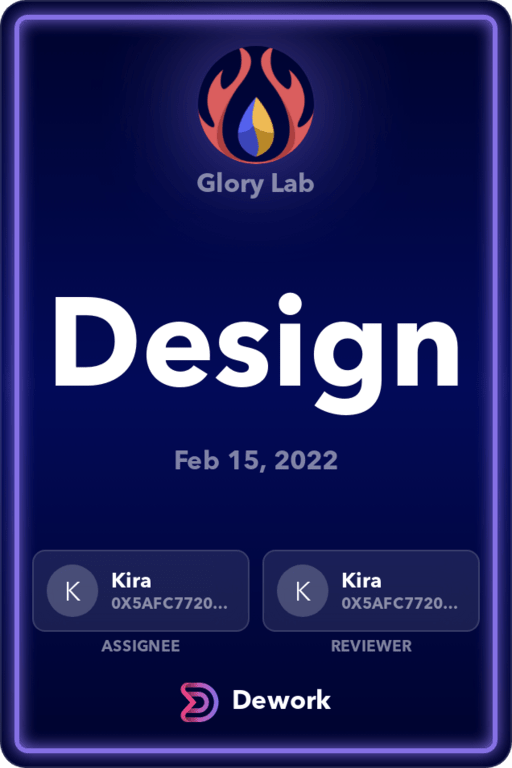 Glory Lab
Design
Feb 15, 2022
K
Kira
0X5AFC7720...
K
Kira
0X5AFC7720...
ASSIGNEE
REVIEWER
Dework